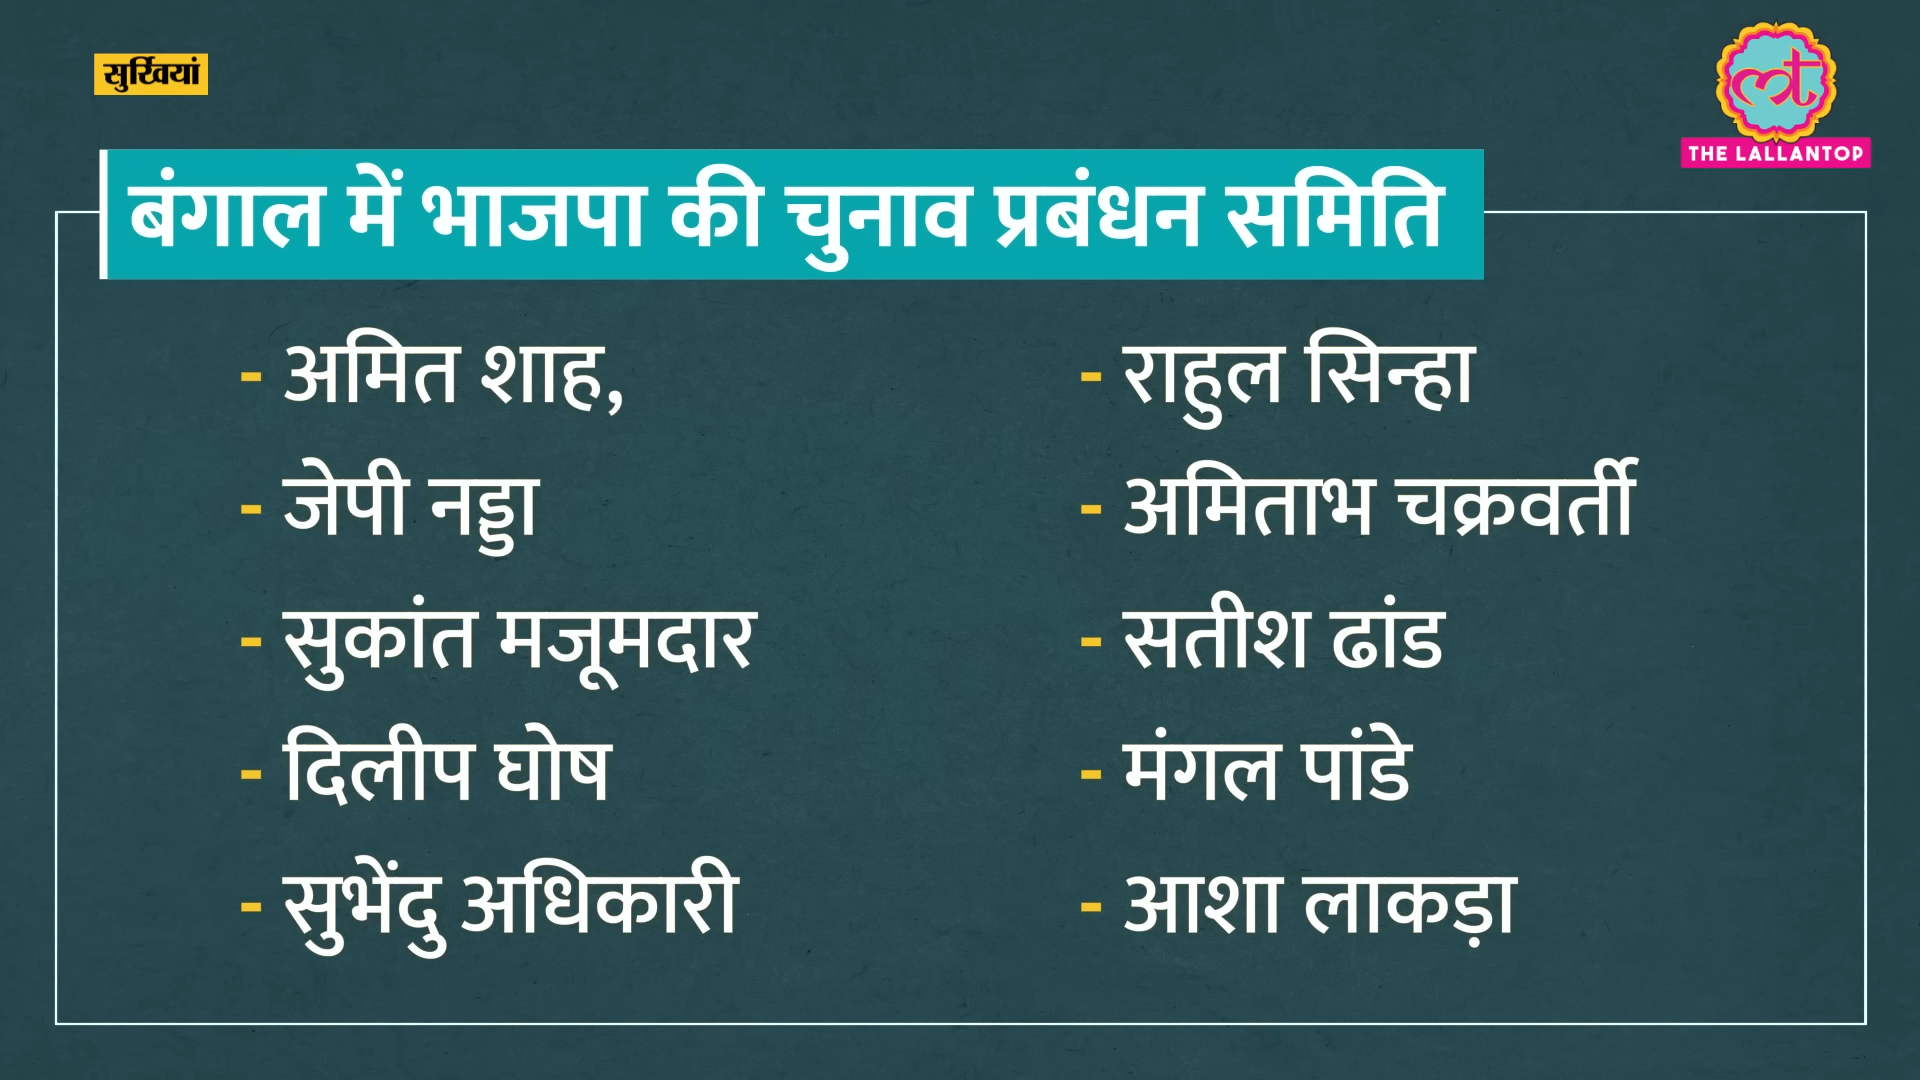 सुर्खियां
THE LALLANTOP
बंगाल में भाजपा की चुनाव प्रबंधन समिति
- अमित शाह,
- जेपी नड्डा
- सुकांत मजूमदार
- दिलीप घोष
- सुभेंदु अधिकारी
- राहुल सिन्हा
- अमिताभ चक्रवर्ती
- सतीश ढांड
- मंगल पांडे
- आशा लाकड़ा